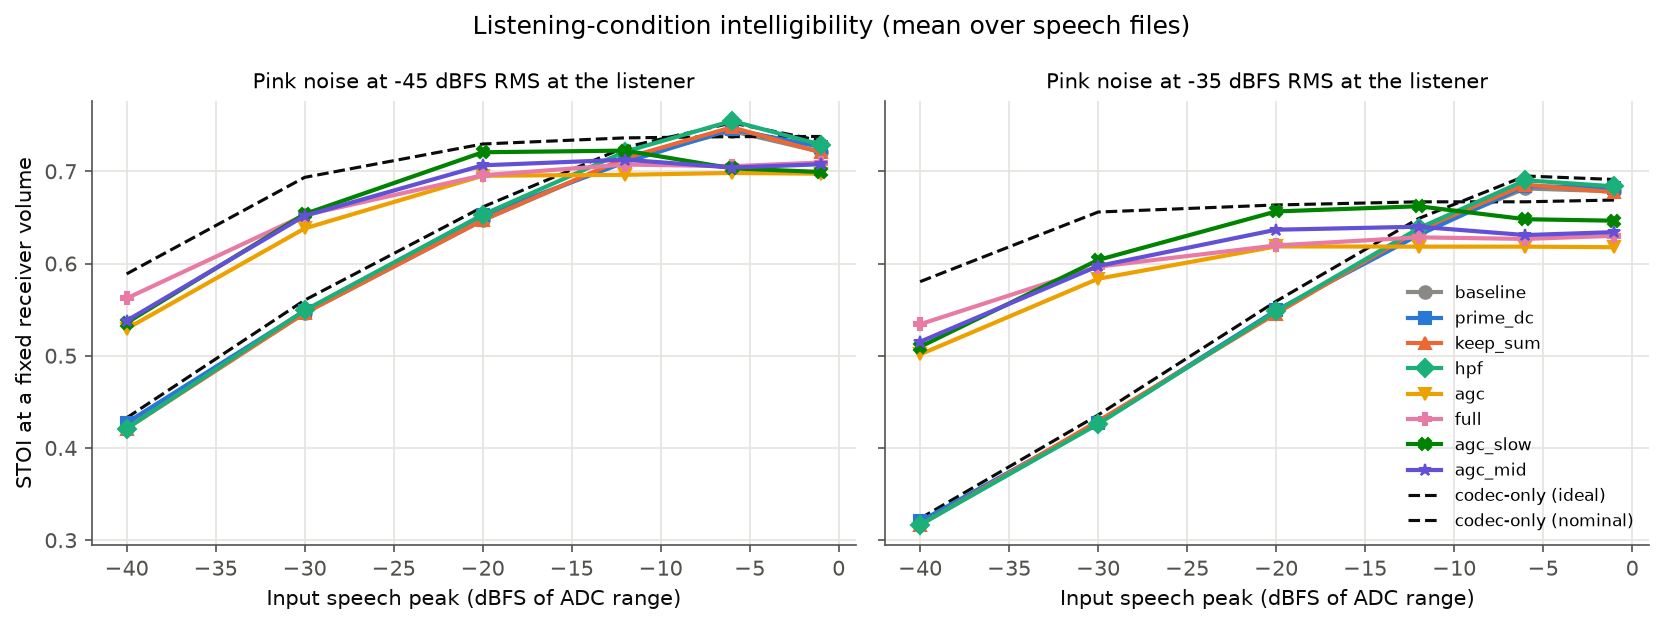 Listening-condition intelligibility (mean over speech files)
Pink noise at -45 dBFS RMS at the listener
STOI at a fixed receiver volume
0.7
0.6
0.5
0.4
0.3
−40 −35 −30 −25 −20 −15 −10 −5 0
Input speech peak (dBFS of ADC range)
Pink noise at -35 dBFS RMS at the listener
baseline
prime_dc
keep_sum
hpf
agc
full
agc_slow
agc_mid
codec-only (ideal)
codec-only (nominal)
−40 −35 −30 −25 −20 −15 −10 −5 0
Input speech peak (dBFS of ADC range)